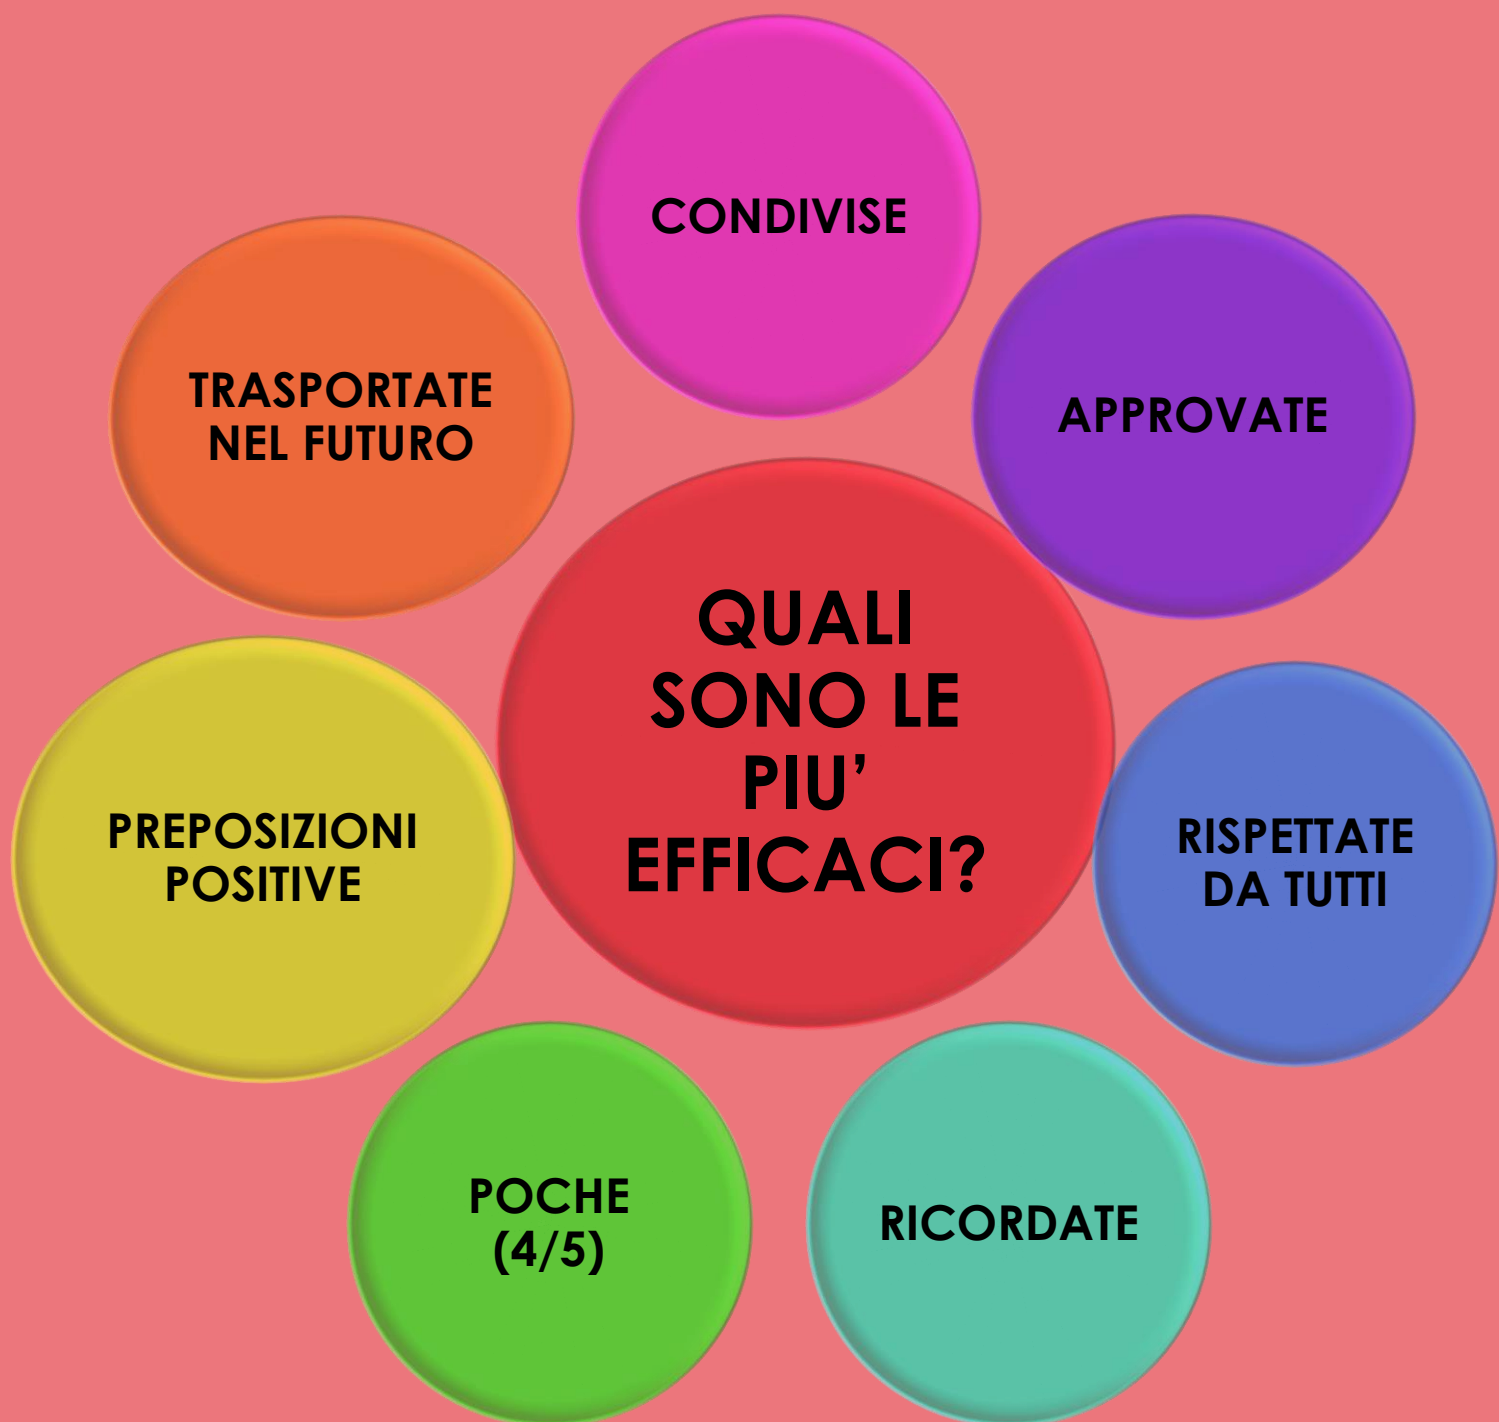 CONDIVISE
APPROVATE
RISPETTATE
DA TUTTI
RICORDATE
POCHE
(4/5)
PREPOSIZIONI
POSITIVE
TRASPORTATE
NEL FUTURO
QUALI
SONO LE
PIU’
EFFICACI?